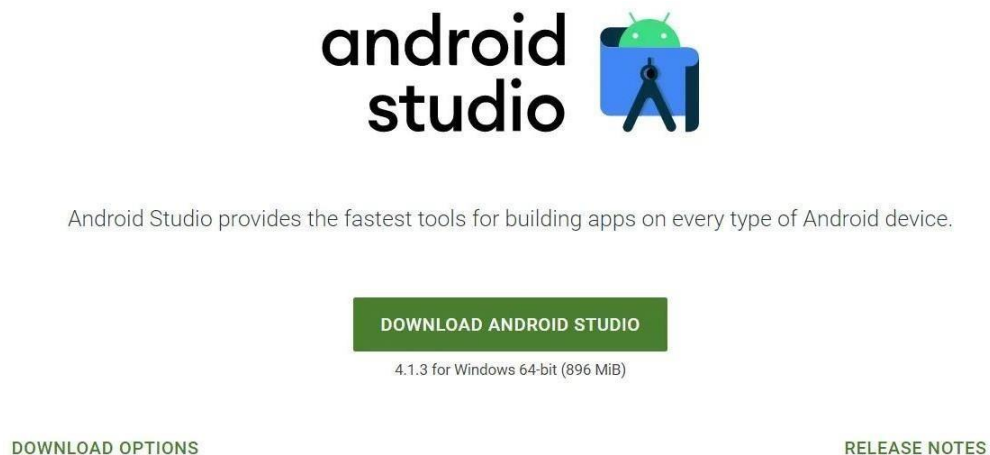 android
studio
Android Studio provides the fastest tools for building apps on every type of Android device.
DOWNLOAD ANDROID STUDIO
4.1.3 for Windows 64-bit (896 MiB)
DOWNLOAD OPTIONS
RELEASE NOTES